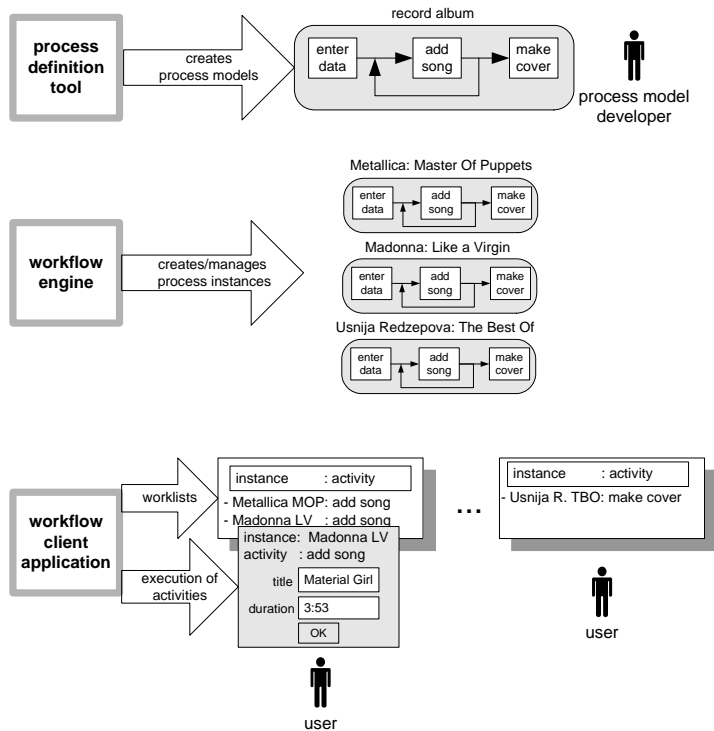 record album
process
definition
tool
creates
process models
enter
data
add
song
make
cover
process model
developer
Metallica: Master Of Puppets
enter
data
add
song
make
cover
workflow
engine
creates/manages
process instances
Madonna: Like a Virgin
enter
data
add
song
make
cover
Usnija Redzepova: The Best Of
enter
data
add
song
make
cover
workflow
client
application
worklists
execution of
activities
instance : activity
- Metallica MOP: add song
- Madonna LV : add song
instance: Madonna LV
activity : add song
title Material Girl
duration 3:53
OK
user
...
instance : activity
- Usnija R. TBO: make cover
user